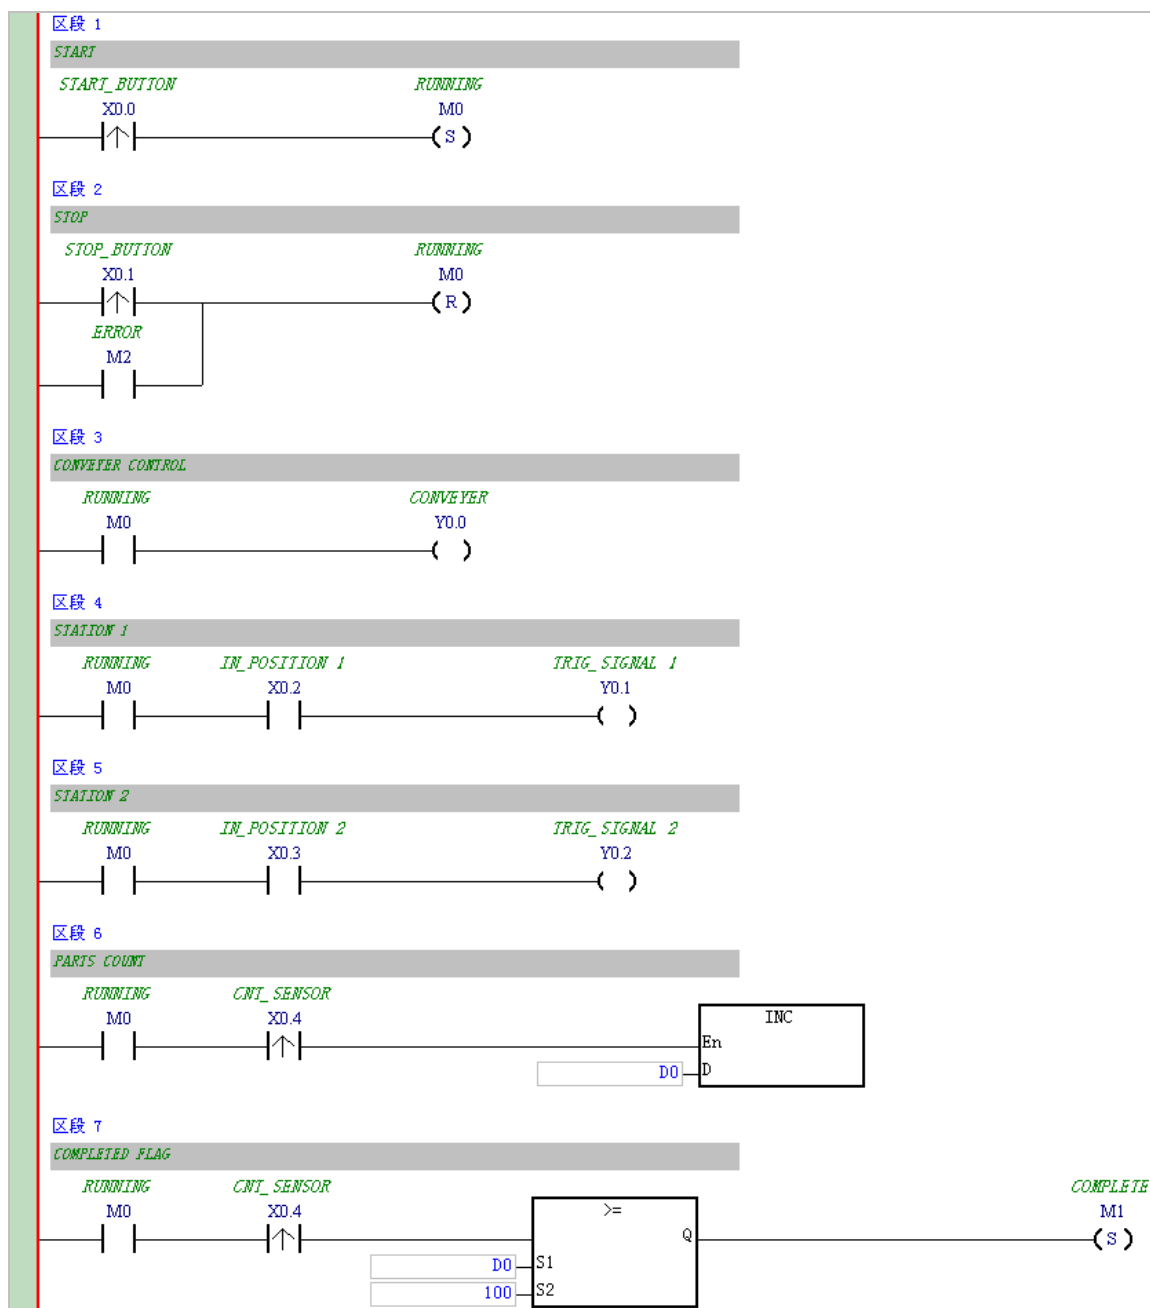 区段 1
START
START_BUTTON RUNNING
X0.0 M0
S
区段 2
STOP
STOP_BUTTON RUNNING
X0.1 M0
R
ERROR
M2
区段 3
CONVEYER CONTROL
RUNNING CONVEYER
M0 Y0.0
区段 4
STATION 1
RUNNING IN_POSITION 1 TRIG_SIGNAL 1
M0 X0.2 Y0.1
区段 5
STATION 2
RUNNING IN_POSITION 2 TRIG_SIGNAL 2
M0 X0.3 Y0.2
区段 6
PARTS COUNT
RUNNING CNT_SENSOR
M0 X0.4 INC
En
D0 D
区段 7
COMPLETED FLAG
RUNNING CNT_SENSOR COMPLETE
M0 X0.4 >= M1
Q S
D0 S1
100 S2